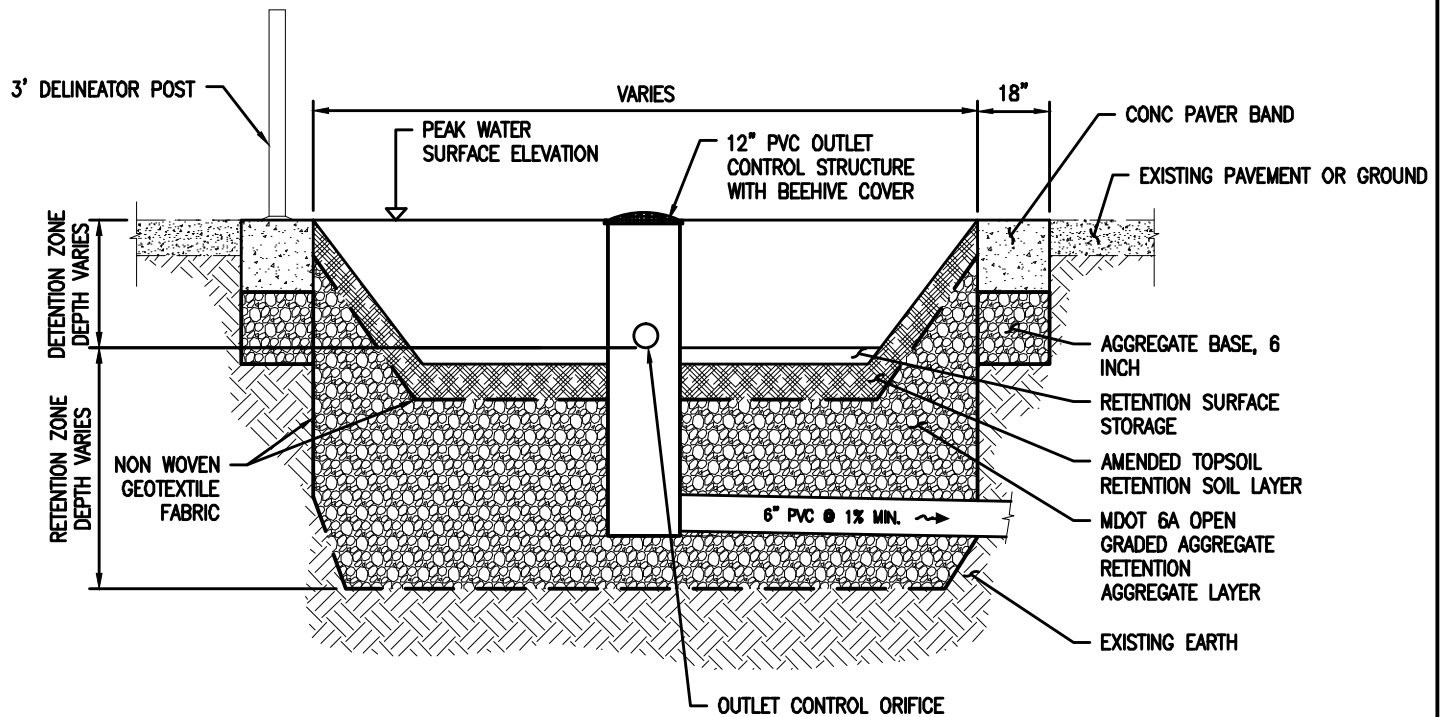 3' DELINEATOR POST
VARIES
18"
CONC PAVER BAND
PEAK WATER
SURFACE ELEVATION
12" PVC OUTLET
CONTROL STRUCTURE
WITH BEEHIVE COVER
EXISTING PAVEMENT OR GROUND
DETENTION ZONE
DEPTH VARIES
RETENTION ZONE
DEPTH VARIES
NON WOVEN
GEOTEXTILE
FABRIC
6" PVC @ 1% MIN.
AGGREGATE BASE, 6
INCH
RETENTION SURFACE
STORAGE
AMENDED TOPSOIL
RETENTION SOIL LAYER
MDOT 6A OPEN
GRADED AGGREGATE
RETENTION
AGGREGATE LAYER
EXISTING EARTH
OUTLET CONTROL ORIFICE